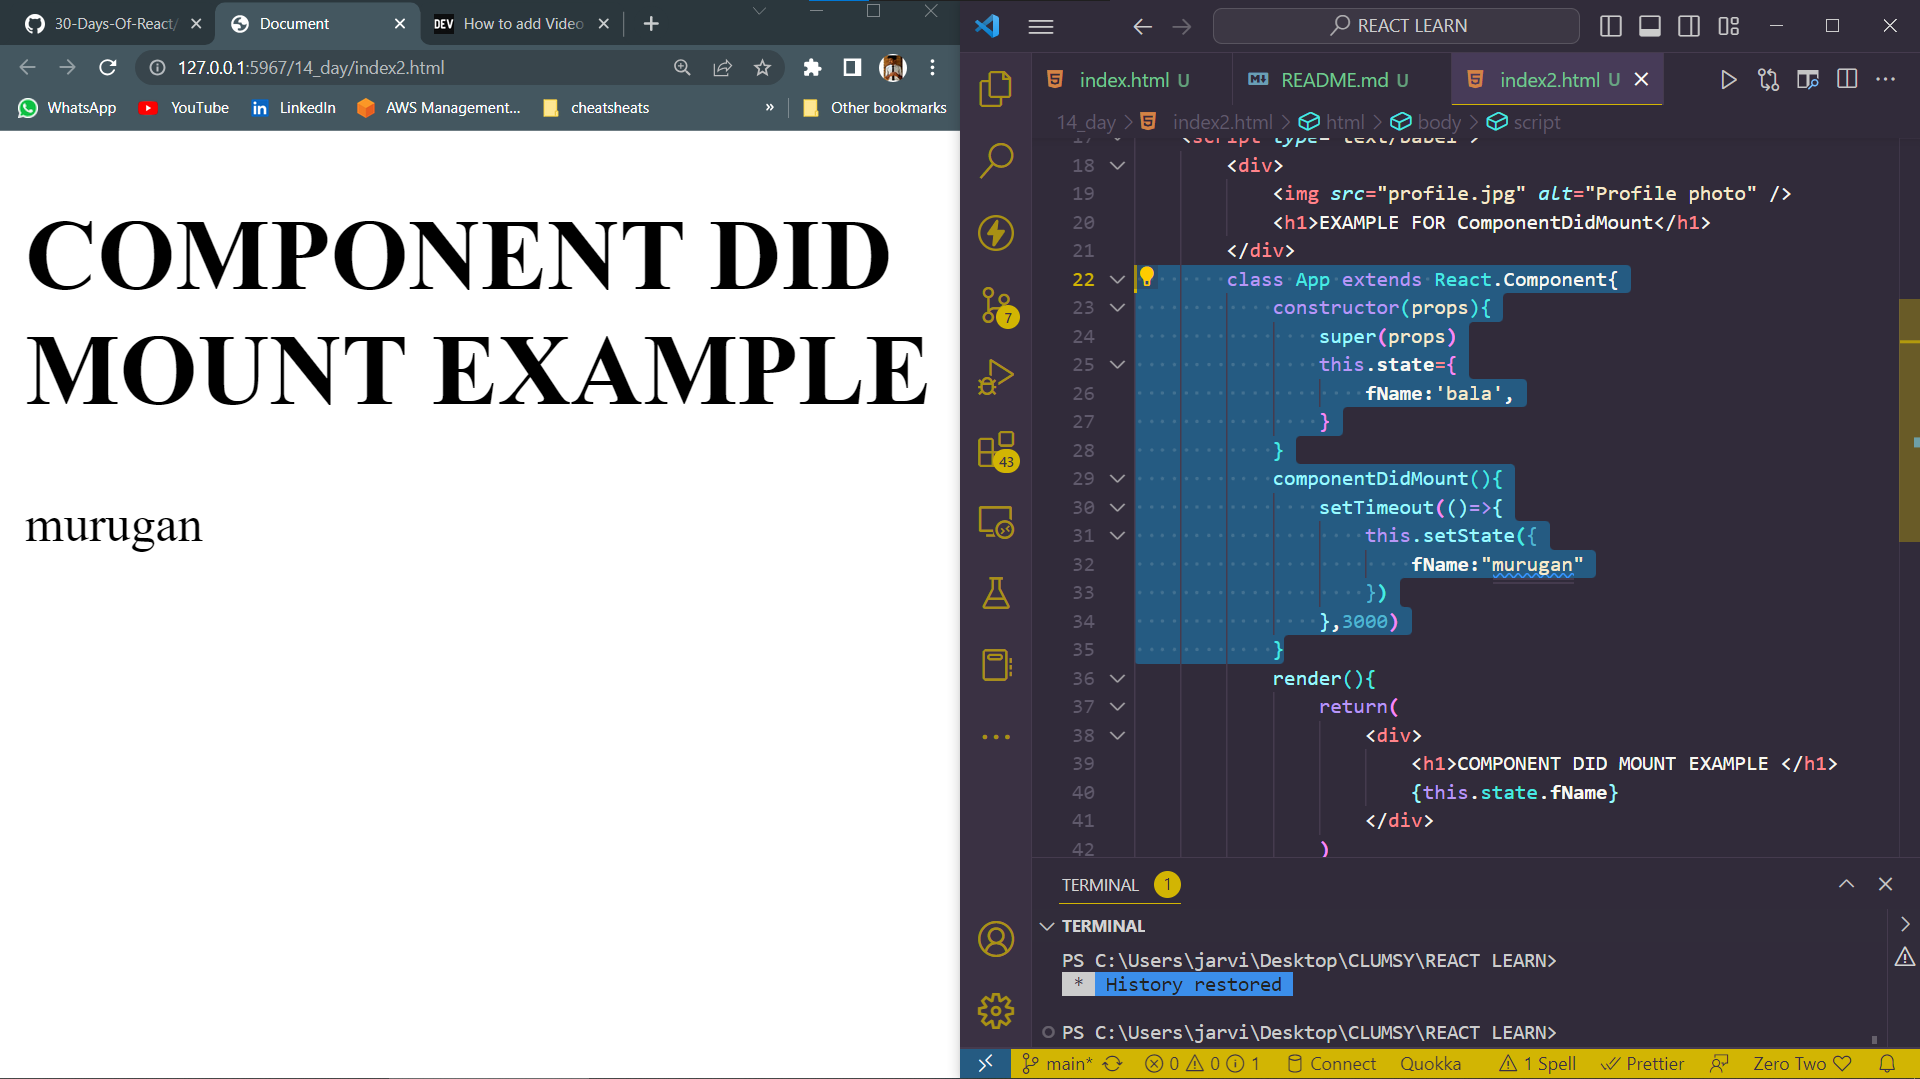 30-Days-Of-React/
Document
DEV How to add Video
127.0.0.1:5967/14_day/index2.html
WhatsApp
YouTube
in LinkedIn
AWS Management...
cheatsheats
»
Other bookmarks
COMPONENT DID
MOUNT EXAMPLE
murugan
REACT LEARN
index.html U
README.md U
index2.html U
14_day > index2.html > html > body > script
17 <script type="text/babel">
18 <div>
19 <img src="profile.jpg" alt="Profile photo" />
20 <h1>EXAMPLE FOR ComponentDidMount</h1>
21 </div>
22 class App extends React.Component{
23 constructor(props){
24 super(props)
25 this.state={
26 fName:'bala',
27 }
28 }
29 componentDidMount(){
30 setTimeout(()=>{
31 this.setState({
32 fName:"murugan"
33 })
34 },3000)
35 }
36 render(){
37 return(
38 <div>
39 <h1>COMPONENT DID MOUNT EXAMPLE </h1>
40 {this.state.fName}
41 </div>
42 )
7
43
TERMINAL 1
TERMINAL
PS C:\Users\jarvi\Desktop\CLUMSY\REACT LEARN>
* History restored
PS C:\Users\jarvi\Desktop\CLUMSY\REACT LEARN>
main* 0 0 1 Connect Quokka 1 Spell Prettier Zero Two